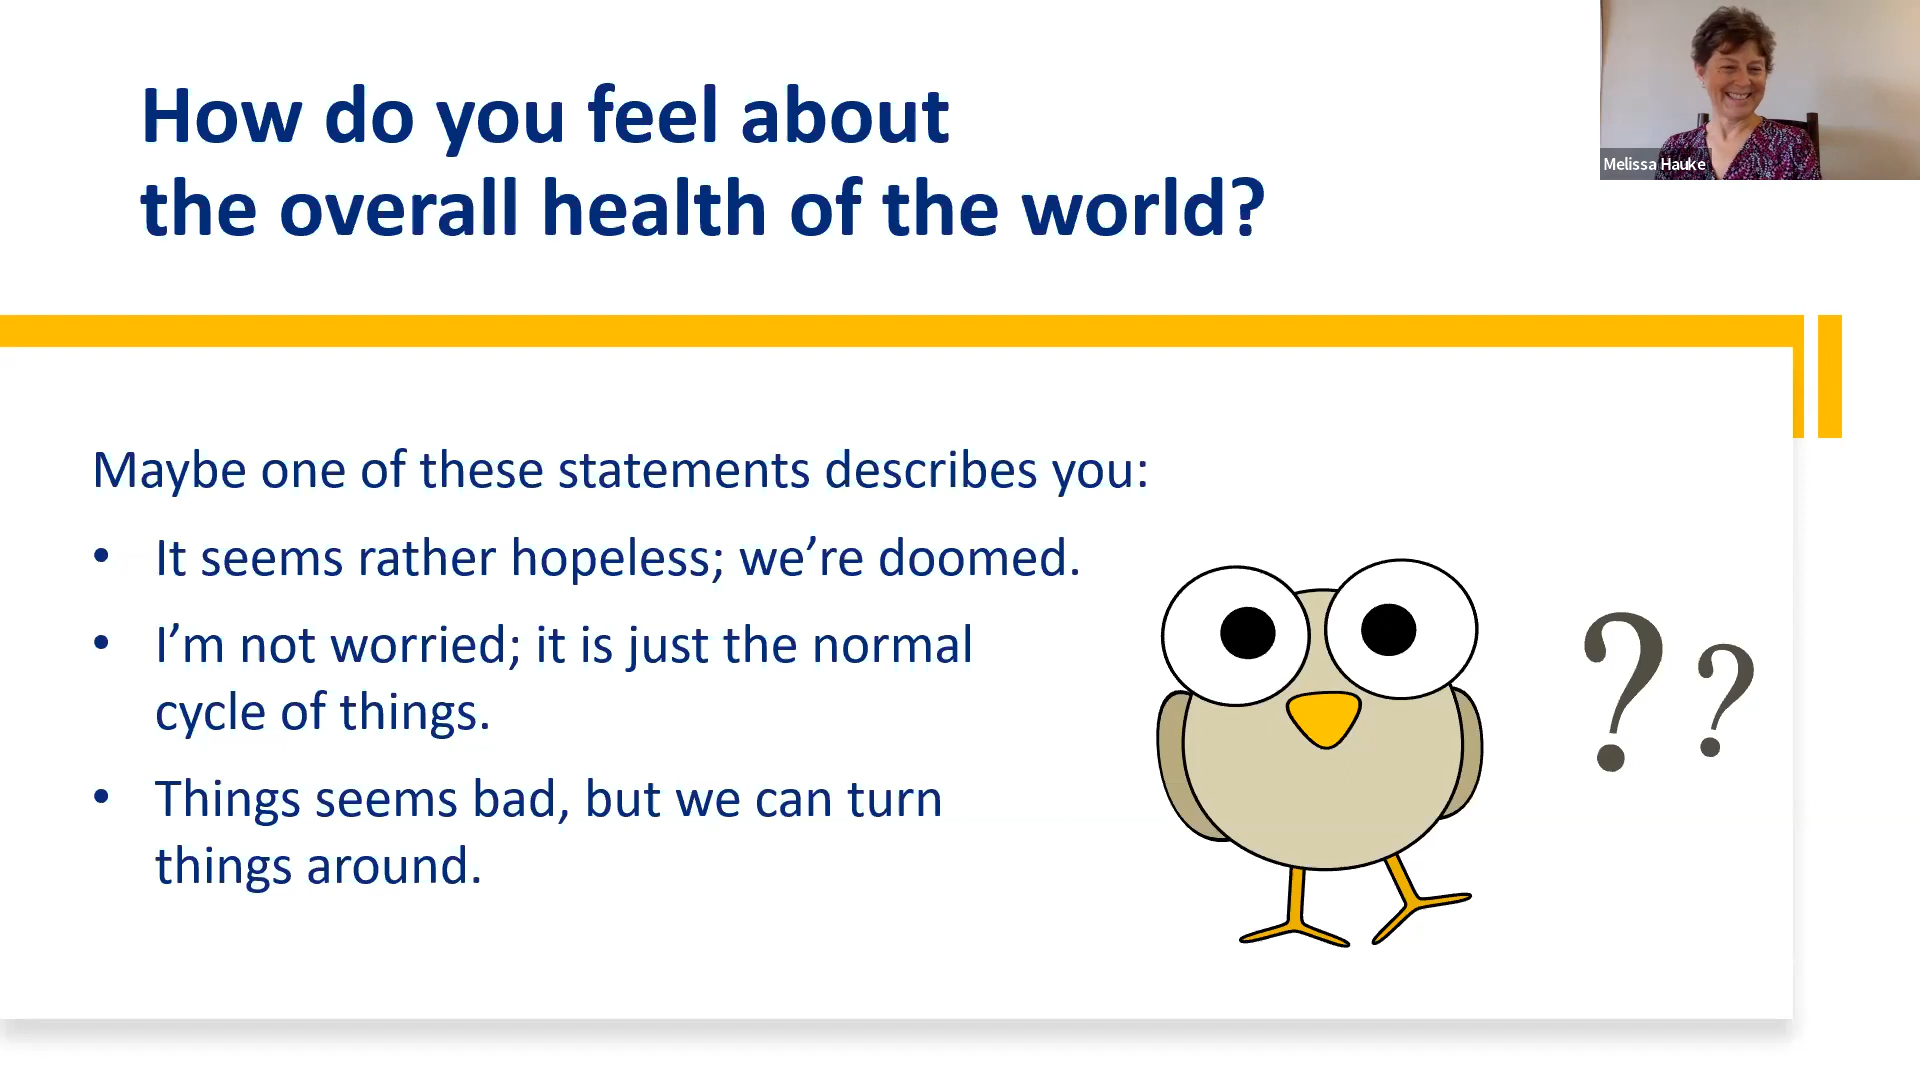 How do you feel about
the overall health of the world?
Melissa Hauke
Maybe one of these statements describes you:
• It seems rather hopeless; we’re doomed.
• I’m not worried; it is just the normal
cycle of things.
• Things seems bad, but we can turn
things around.
? ?